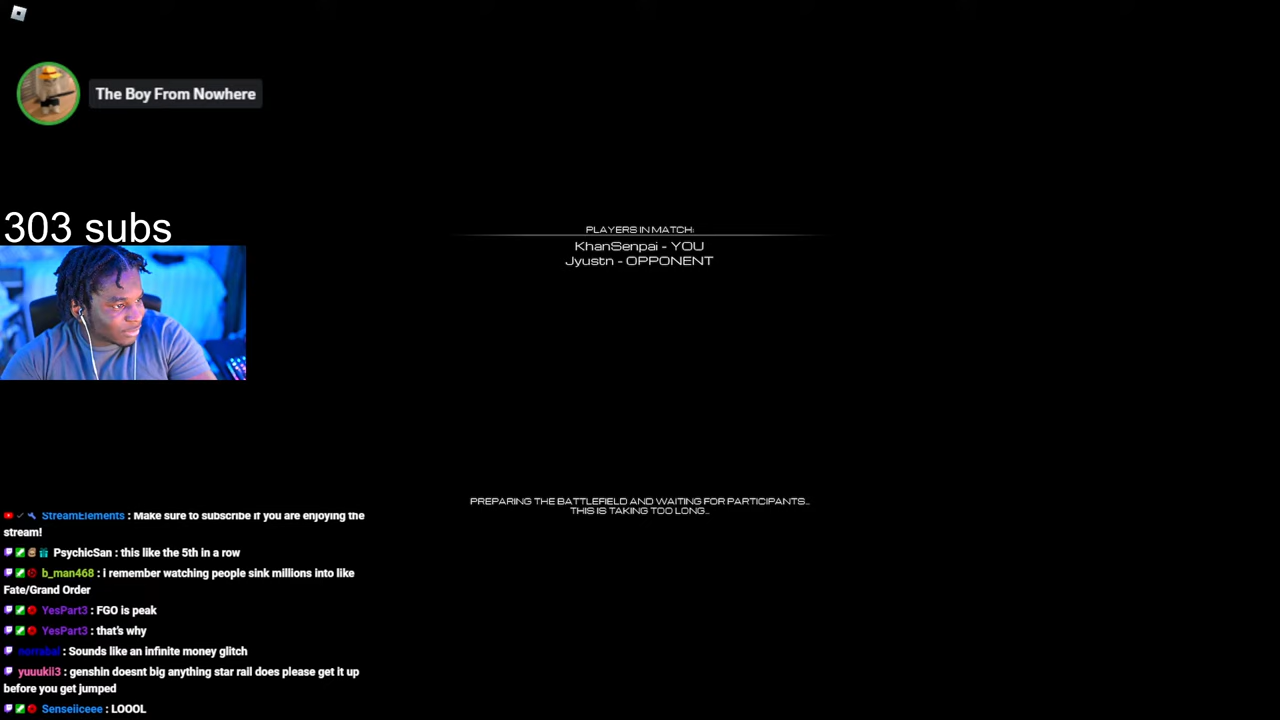 The Boy From Nowhere
303 subs
PLAYERS IN MATCH:
KhanSenpai - YOU
Jyustn - OPPONENT
PREPARING THE BATTLEFIELD AND WAITING FOR PARTICIPANTS...
THIS IS TAKING TOO LONG...
StreamElements : Make sure to subscribe if you are enjoying the
stream!
PsychicSan : this like the 5th in a row
b_man468 : i remember watching people sink millions into like
Fate/Grand Order
YesPart3 : FGO is peak
YesPart3 : that's why
: Sounds like an infinite money glitch
yuuukii3 : genshin doesnt big anything star rail does please get it up
before you get jumped
Senseiiceee : LOOOL